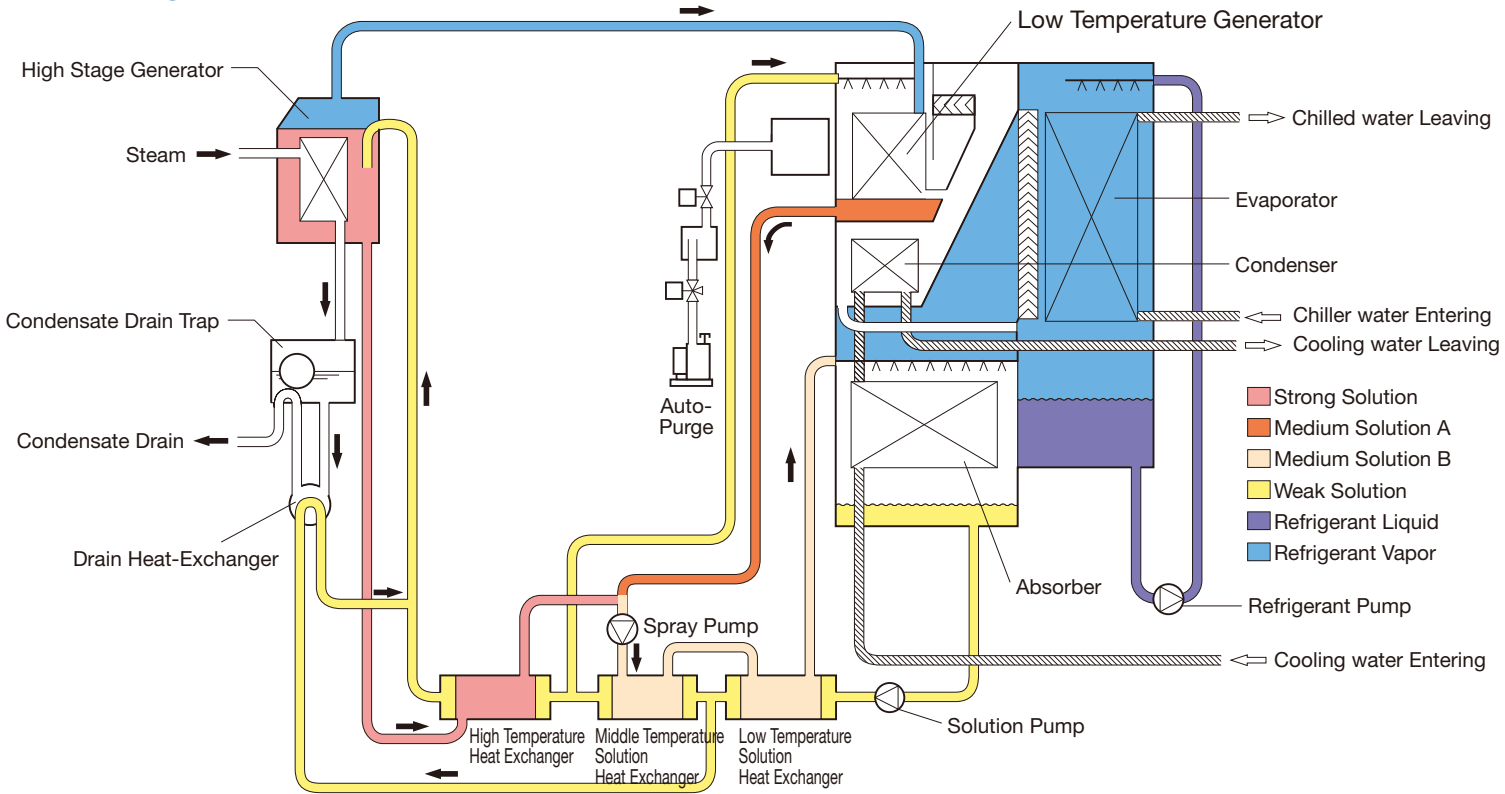 Low Temperature Generator
High Stage Generator
Steam
Chilled water Leaving
Evaporator
Condenser
Chiller water Entering
Cooling water Leaving
Condensate Drain Trap
Auto-
Purge
Condensate Drain
Strong Solution
Medium Solution A
Medium Solution B
Weak Solution
Refrigerant Liquid
Refrigerant Vapor
Drain Heat-Exchanger
Absorber
Refrigerant Pump
Spray Pump
Cooling water Entering
Solution Pump
High Temperature
Heat Exchanger
Middle Temperature
Solution
Heat Exchanger
Low Temperature
Solution
Heat Exchanger